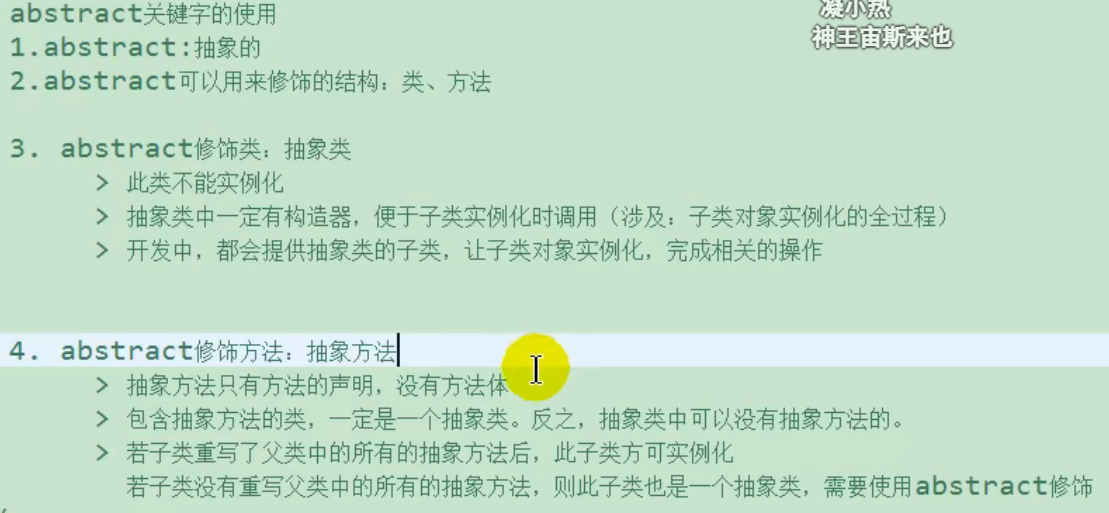 abstract关键字的使用
凝小热
1.abstract:抽象的
神王宙斯来也
2.abstract可以用来修饰的结构：类、方法
3. abstract修饰类：抽象类
> 此类不能实例化
> 抽象类中一定有构造器，便于子类实例化时调用（涉及：子类对象实例化的全过程）
> 开发中，都会提供抽象类的子类，让子类对象实例化，完成相关的操作
4. abstract修饰方法：抽象方法
> 抽象方法只有方法的声明，没有方法体
> 包含抽象方法的类，一定是一个抽象类。反之，抽象类中可以没有抽象方法的。
> 若子类重写了父类中的所有的抽象方法后，此子类方可实例化
若子类没有重写父类中的所有的抽象方法，则此子类也是一个抽象类，需要使用abstract修饰